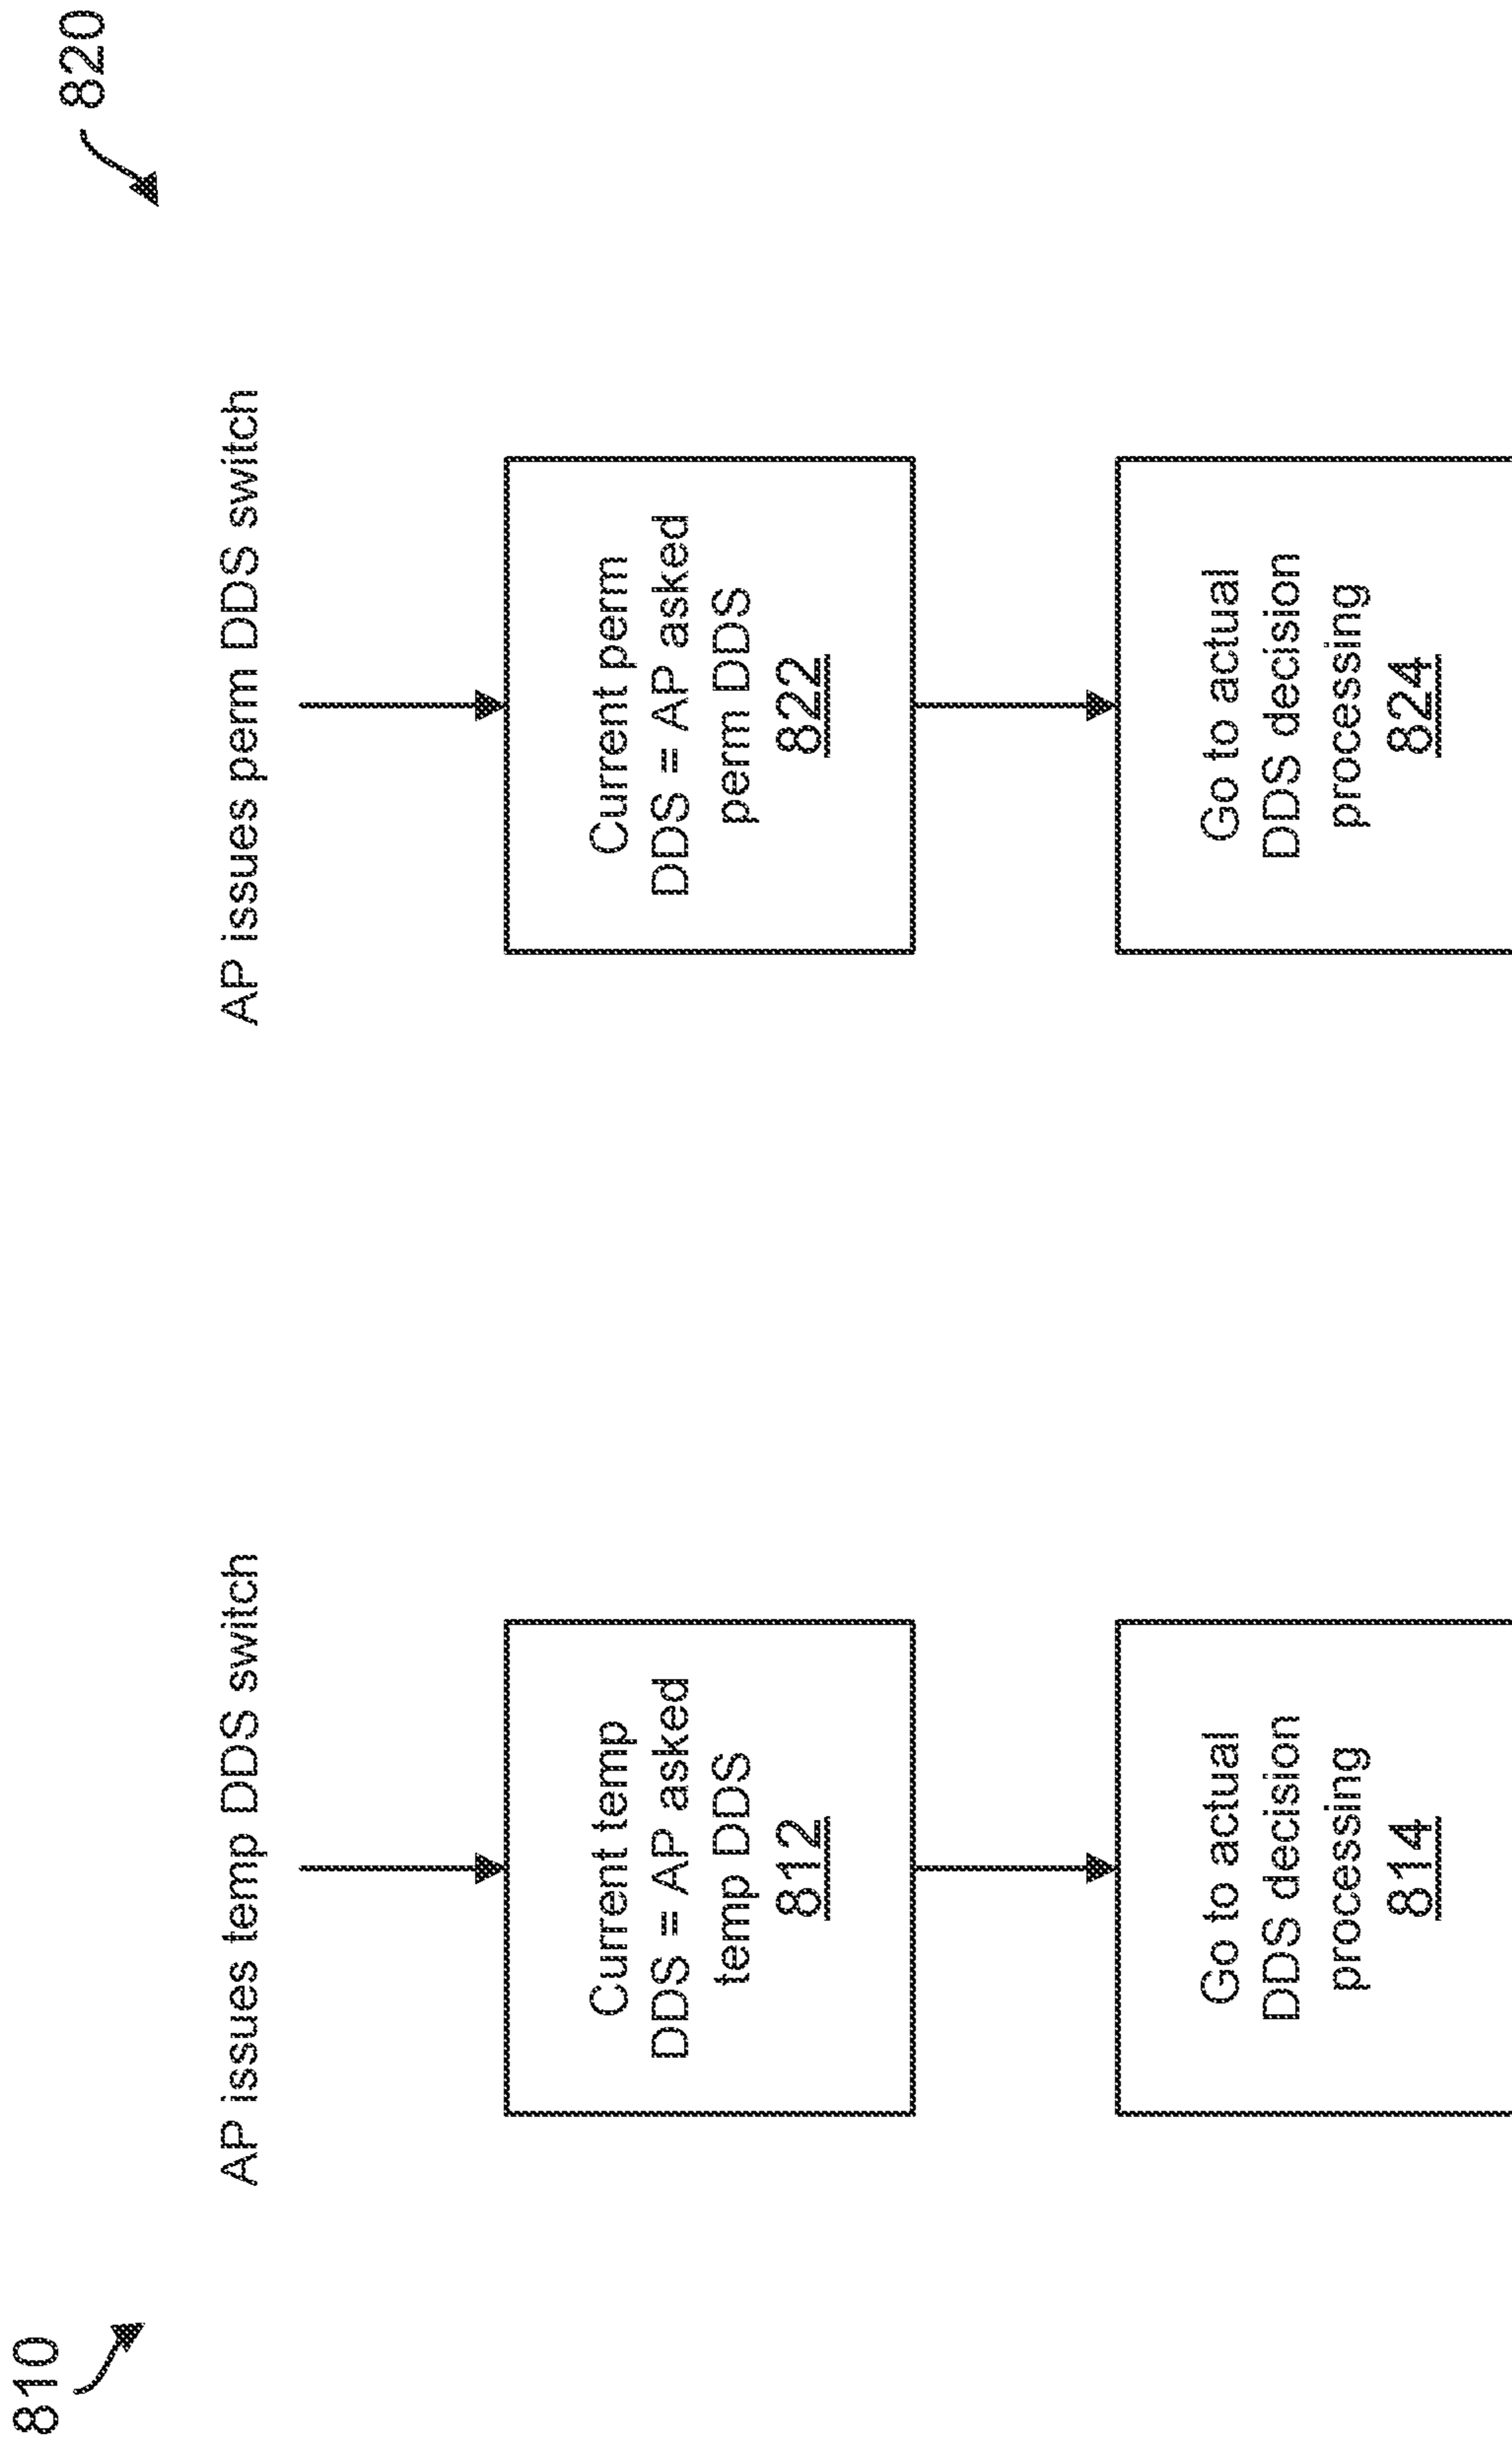 810
AP issues temp DDS switch
Current temp
DDS = AP asked
temp DDS
812
Go to actual
DDS decision
processing
814
820
AP issues perm DDS switch
Current perm
DDS = AP asked
perm DDS
822
Go to actual
DDS decision
processing
824